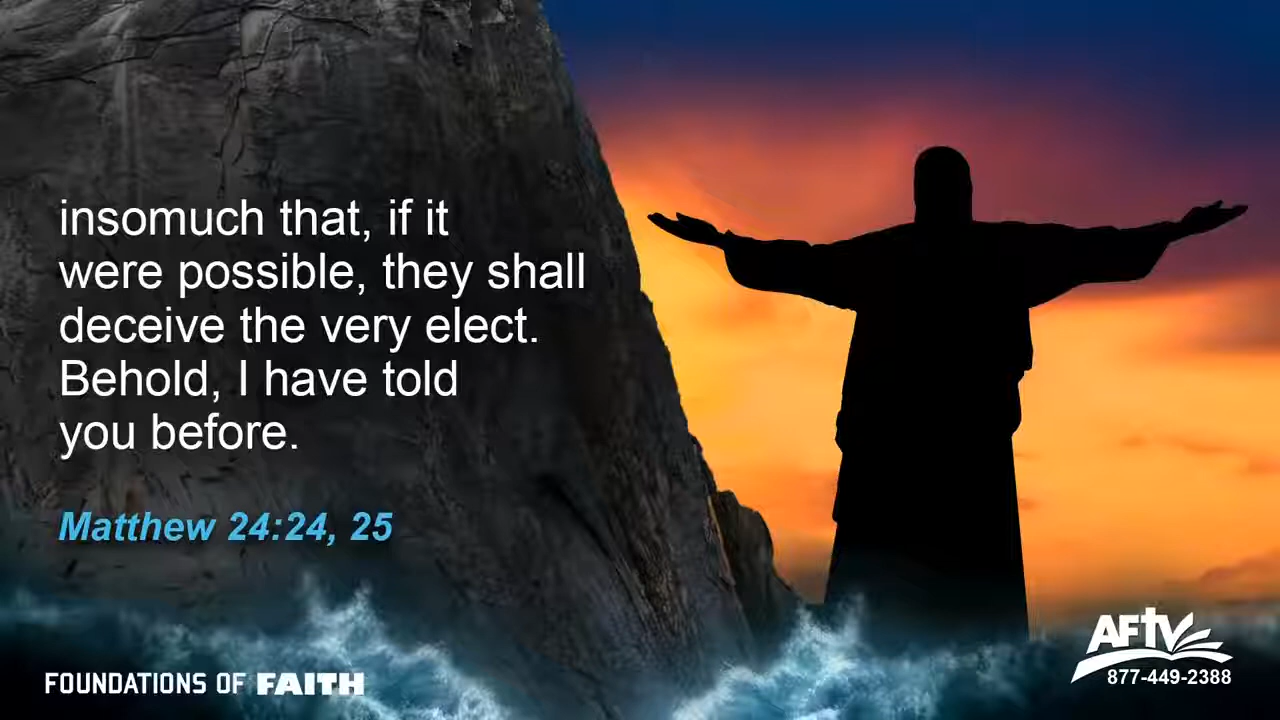 insomuch that, if it
were possible, they shall
deceive the very elect.
Behold, I have told
you before.
Matthew 24:24, 25
FOUNDATIONS OF FAITH
AFTV
877-449-2388